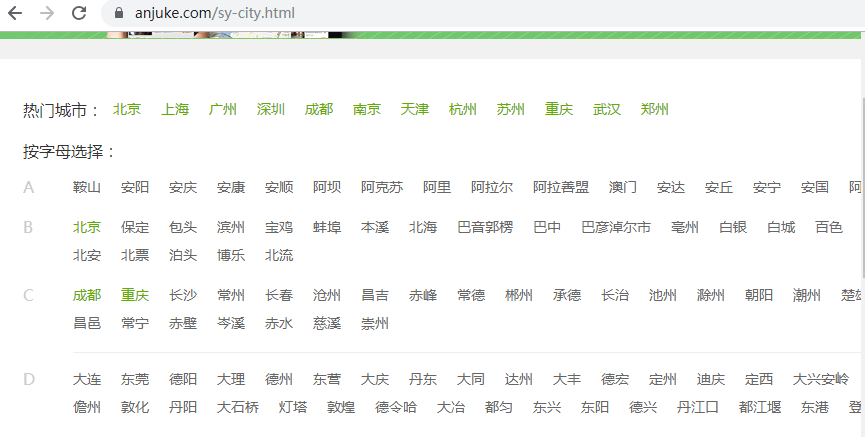 anjuke.com/sy-city.html
热门城市： 北京 上海 广州 深圳 成都 南京 天津 杭州 苏州 重庆 武汉 郑州
按字母选择：
A 鞍山 安阳 安庆 安康 安顺 阿坝 阿克苏 阿里 阿拉尔 阿拉善盟 澳门 安达 安丘 安宁 安国 阿
B 北京 保定 包头 滨州 宝鸡 蚌埠 本溪 北海 巴音郭楞 巴中 巴彦淖尔市 亳州 白银 白城 百色
北安 北票 泊头 博乐 北流
C 成都 重庆 长沙 常州 长春 沧州 昌吉 赤峰 常德 郴州 承德 长治 池州 滁州 朝阳 潮州 楚雄
昌邑 常宁 赤壁 岑溪 赤水 慈溪 崇州
D 大连 东莞 德阳 大理 德州 东营 大庆 丹东 大同 达州 大丰 德宏 定州 迪庆 定西 大兴安岭
儋州 敦化 丹阳 大石桥 灯塔 敦煌 德令哈 大冶 都匀 东兴 东阳 德兴 丹江口 都江堰 东港 登